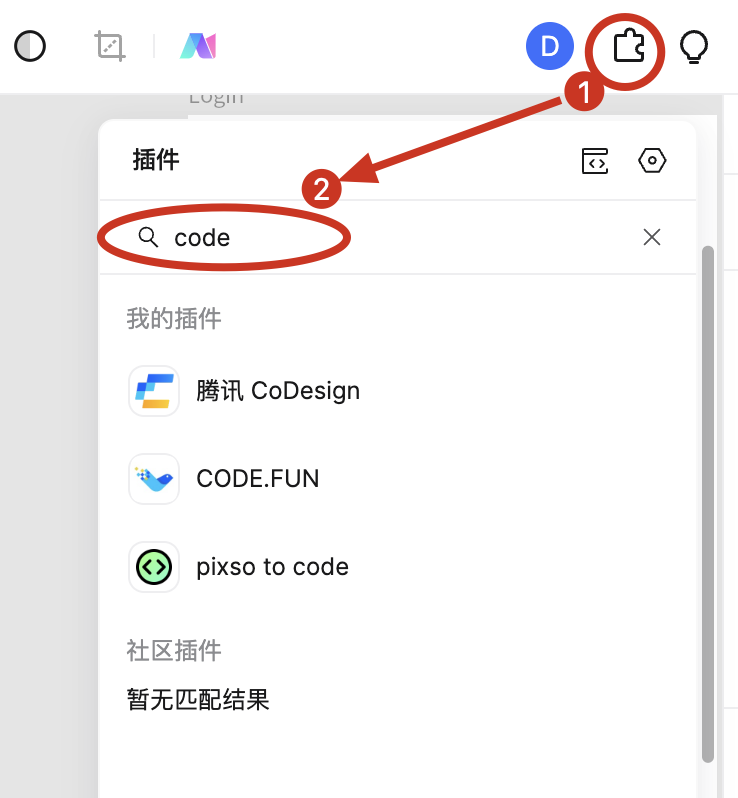 D
Login
1
插件
2
code
我的插件
腾讯 CoDesign
CODE.FUN
pixso to code
社区插件
暂无匹配结果